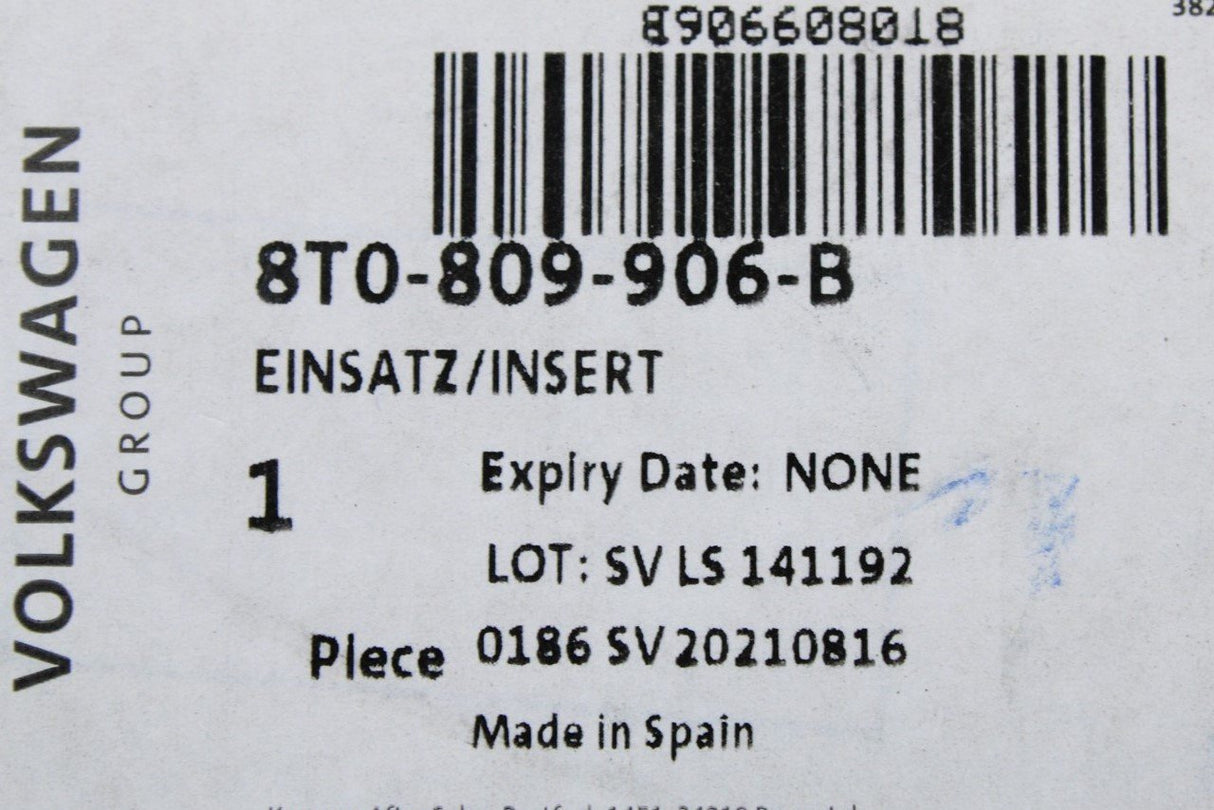 382
8T0809906B
8T0-809-906-B
EINSATZ/INSERT
1
Expiry Date: NONE
LOT: SV LS 141192
Piece 0186 SV 20210816
Made in Spain
VOLKSWAGEN
GROUP